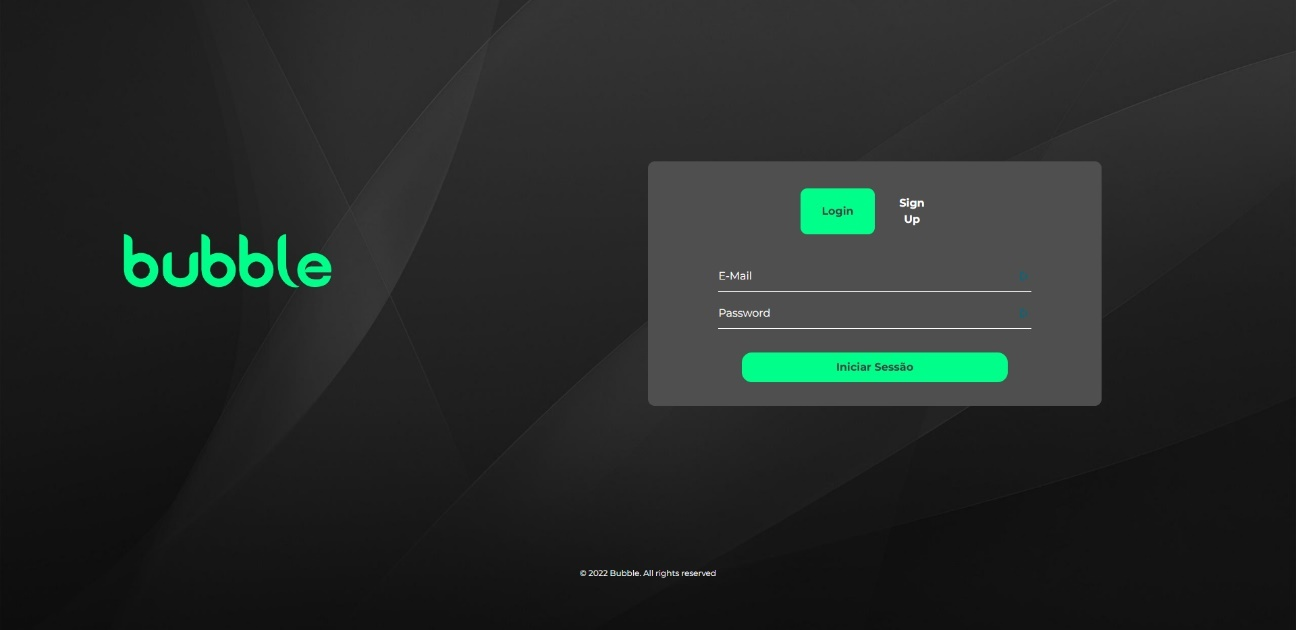 bubble
Login
Sign
Up
E-Mail
Password
Iniciar Sessão
© 2022 Bubble. All rights reserved